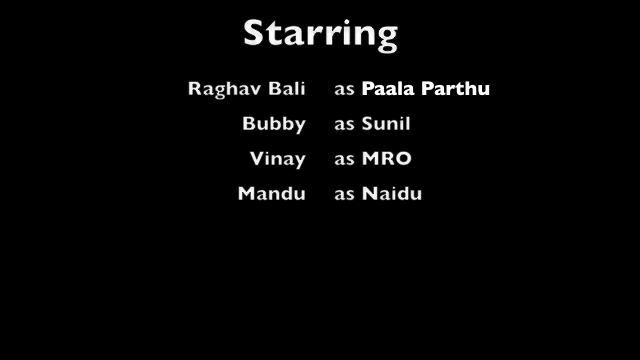 Starring
Raghav Bali as Paala Parthu
Bubby as Sunil
Vinay as MRO
Mandu as Naidu